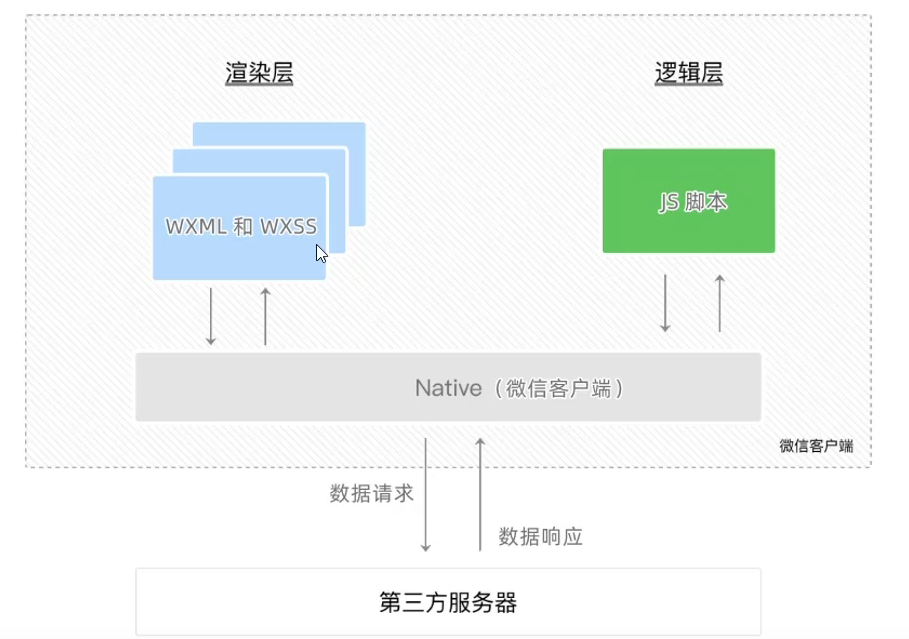 渲染层
逻辑层
WXML 和 WXSS
JS 脚本
Native（微信客户端）
微信客户端
数据请求
数据响应
第三方服务器